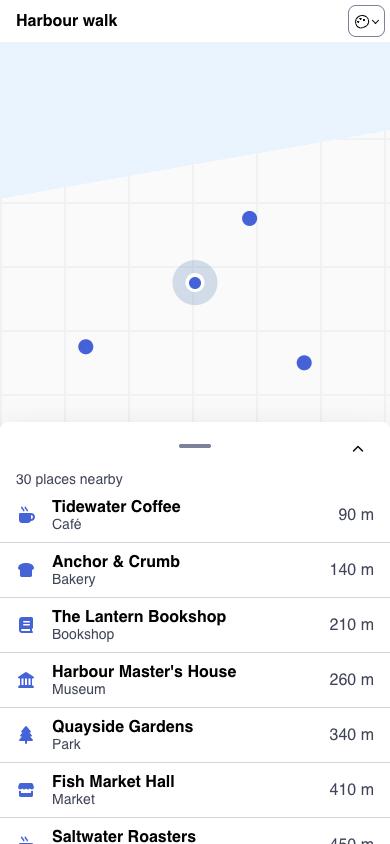 Harbour walk
30 places nearby
Tidewater Coffee
Café
90 m
Anchor & Crumb
Bakery
140 m
The Lantern Bookshop
Bookshop
210 m
Harbour Master's House
Museum
260 m
Quayside Gardens
Park
340 m
Fish Market Hall
Market
410 m
Saltwater Roasters
450 m